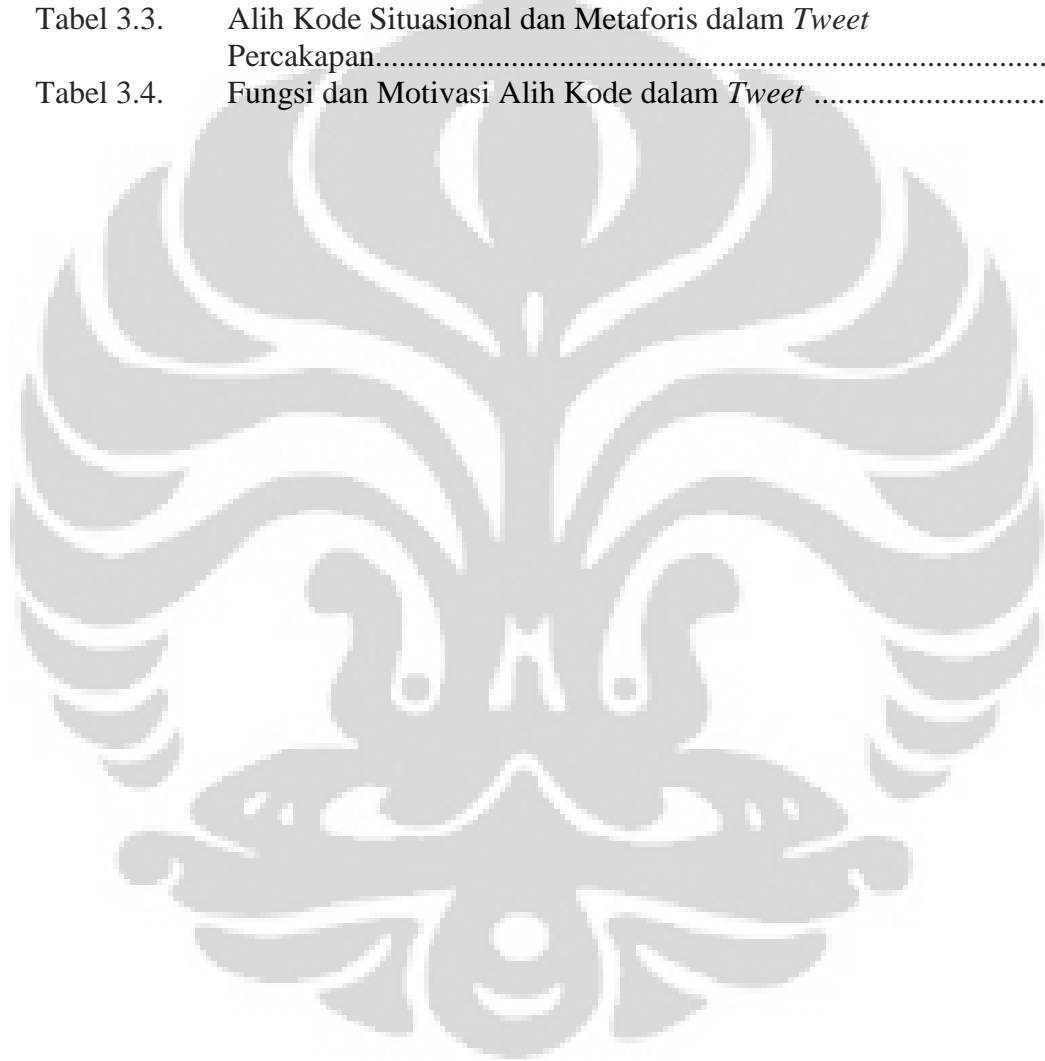 Tabel 3.3. Alih Kode Situasional dan Metaforis dalam Tweet
Percakapan.......................................................................................
Tabel 3.4. Fungsi dan Motivasi Alih Kode dalam Tweet ..............................